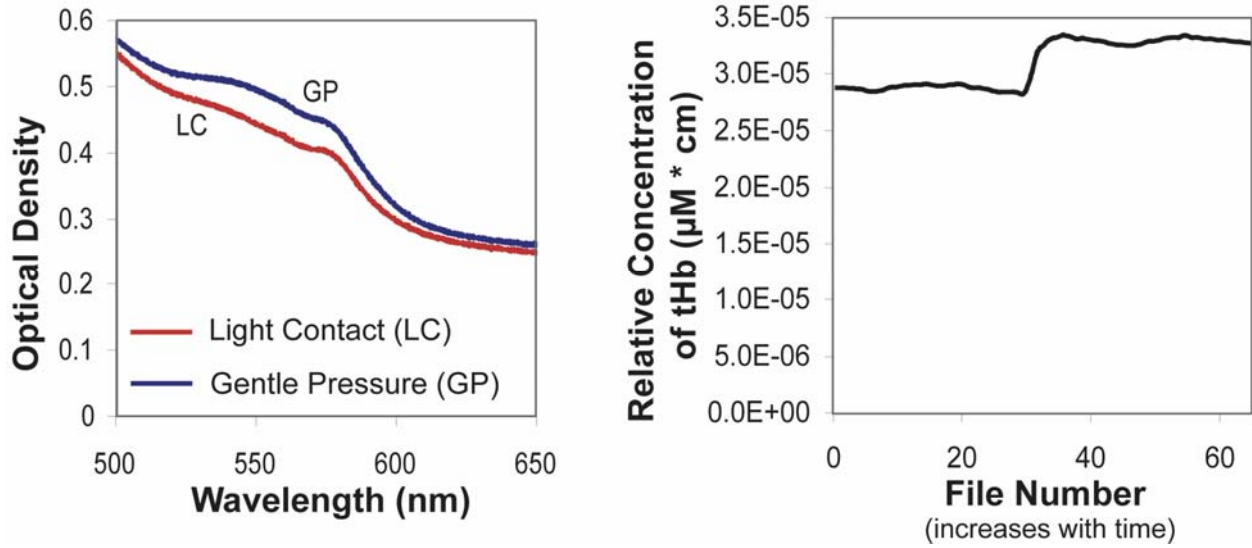 0.6
0.5
0.4
0.3
0.2
0.1
0
Optical Density
GP
LC
Light Contact (LC)
Gentle Pressure (GP)
500
550
600
650
Wavelength (nm)
3.5E-05
3.0E-05
2.5E-05
2.0E-05
1.5E-05
1.0E-05
5.0E-06
0.0E+00
Relative Concentration
of tHb (µM * cm)
0
20
40
60
File Number
(increases with time)